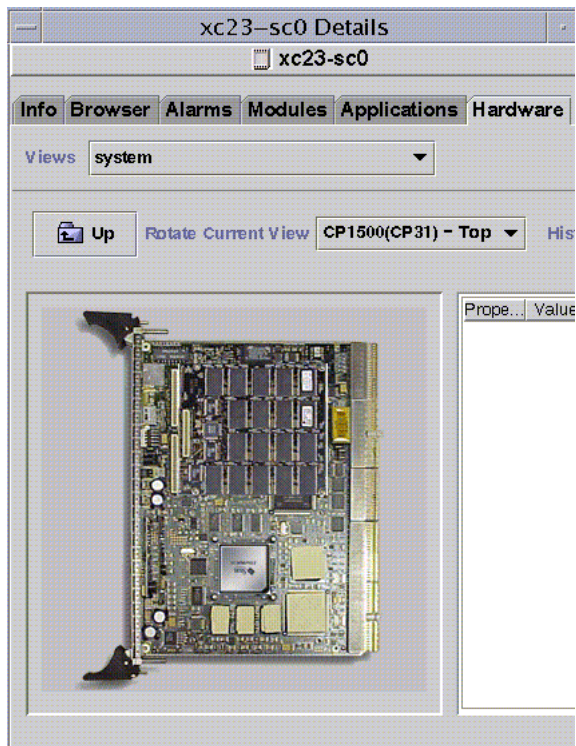 xc23-sc0 Details
xc23-sc0
Info Browser Alarms Modules Applications Hardware
Views system
Up Rotate Current View CP1500(CP31) - Top His
Prope... Value